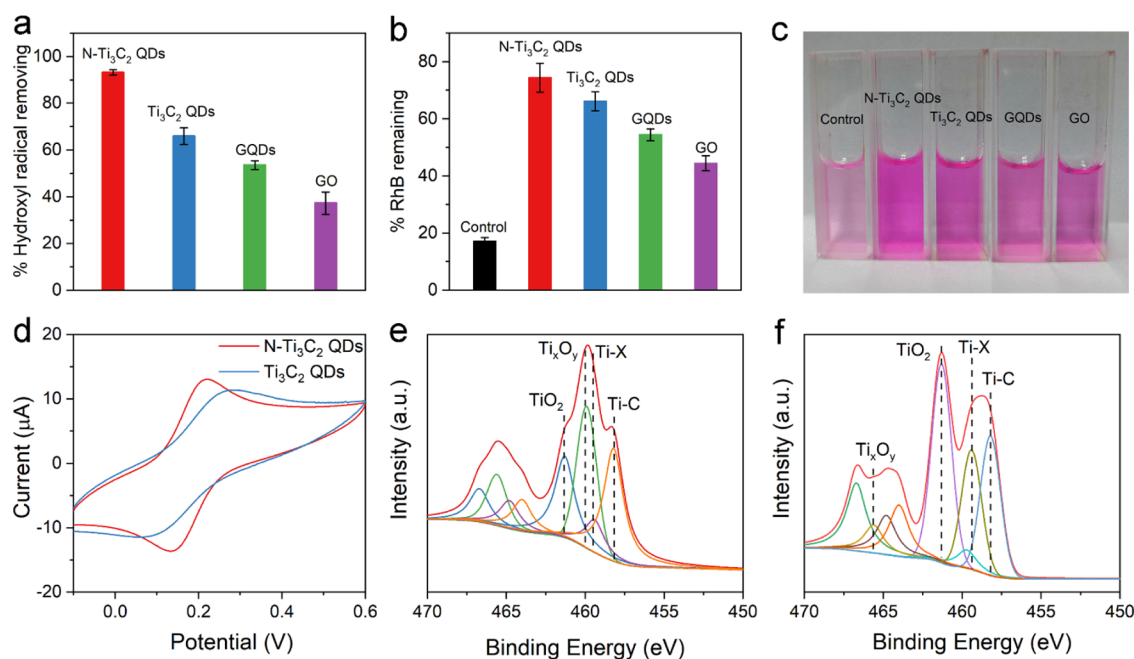 a
% Hydroxyl radical removing
100
80
60
40
20
0
N-Ti₃C₂ QDs
Ti₃C₂ QDs
GQDs
GO
b
% RhB remaining
80
60
40
20
0
Control
N-Ti₃C₂ QDs
Ti₃C₂ QDs
GQDs
GO
c
Control
N-Ti₃C₂ QDs
Ti₃C₂ QDs
GQDs
GO
d
Current (μA)
20
10
0
-10
-20
N-Ti₃C₂ QDs
Ti₃C₂ QDs
0.0 0.2 0.4 0.6
Potential (V)
e
Intensity (a.u.)
TiₓOᵧ
Ti-X
TiO₂
Ti-C
470 465 460 455 450
Binding Energy (eV)
f
Intensity (a.u.)
TiO₂
Ti-X
Ti-C
TiₓOᵧ
470 465 460 455 450
Binding Energy (eV)